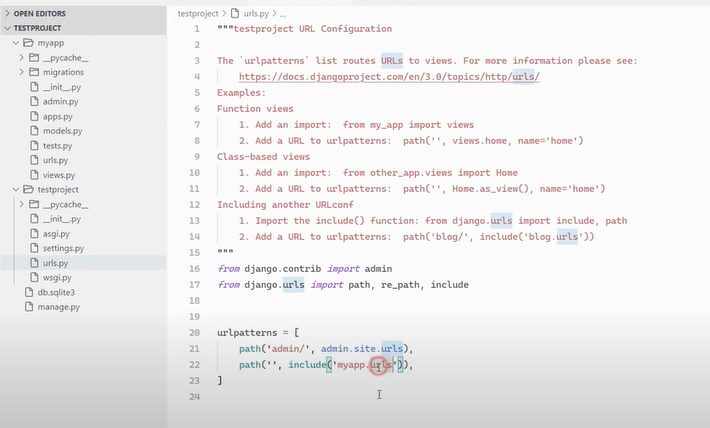 OPEN EDITORS
TESTPROJECT
myapp
__pycache__
migrations
__init__.py
admin.py
apps.py
models.py
tests.py
urls.py
views.py
testproject
__pycache__
__init__.py
asgi.py
settings.py
urls.py
wsgi.py
db.sqlite3
manage.py
testproject > urls.py > ...
1 """testproject URL Configuration
2
3 The `urlpatterns` list routes URLs to views. For more information please see:
4     https://docs.djangoproject.com/en/3.0/topics/http/urls/
5 Examples:
6 Function views
7     1. Add an import:  from my_app import views
8     2. Add a URL to urlpatterns:  path('', views.home, name='home')
9 Class-based views
10     1. Add an import:  from other_app.views import Home
11     2. Add a URL to urlpatterns:  path('', Home.as_view(), name='home')
12 Including another URLconf
13     1. Import the include() function: from django.urls import include, path
14     2. Add a URL to urlpatterns:  path('blog/', include('blog.urls'))
15 """
16 from django.contrib import admin
17 from django.urls import path, re_path, include
18
19
20 urlpatterns = [
21     path('admin/', admin.site.urls),
22     path('', include('myapp.urls')),
23 ]
24